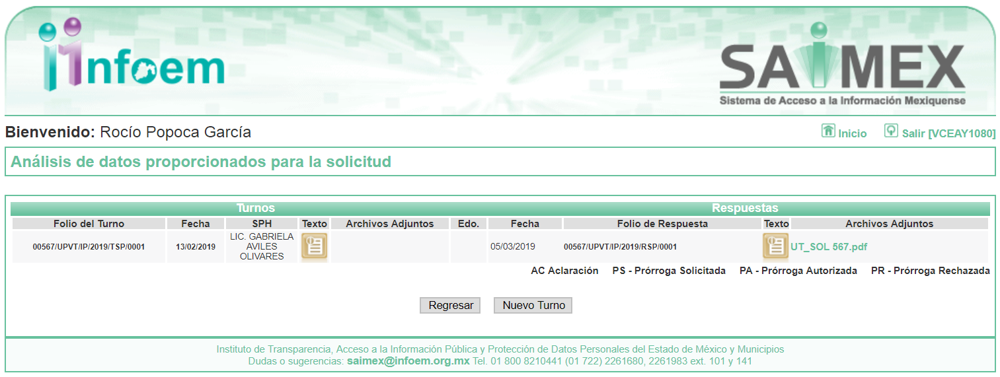 infoem
SAIMEX
Sistema de Acceso a la Información Mexiquense
Bienvenido: Rocío Popoca García
Inicio Salir [VCEAY1080]
Análisis de datos proporcionados para la solicitud
Turnos Respuestas
Folio del Turno Fecha SPH Texto Archivos Adjuntos Edo. Fecha Folio de Respuesta Texto Archivos Adjuntos
00567/UPVT/IP/2019/TSP/0001 13/02/2019 LIC. GABRIELA
AVILES
OLIVARES
05/03/2019 00567/UPVT/IP/2019/RSP/0001 UT_SOL 567.pdf
AC Aclaración PS - Prórroga Solicitada PA - Prórroga Autorizada PR - Prórroga Rechazada
Regresar Nuevo Turno
Instituto de Transparencia, Acceso a la Información Pública y Protección de Datos Personales del Estado de México y Municipios
Dudas o sugerencias: saimex@infoem.org.mx Tel. 01 800 8210441 (01 722) 2261680, 2261983 ext. 101 y 141